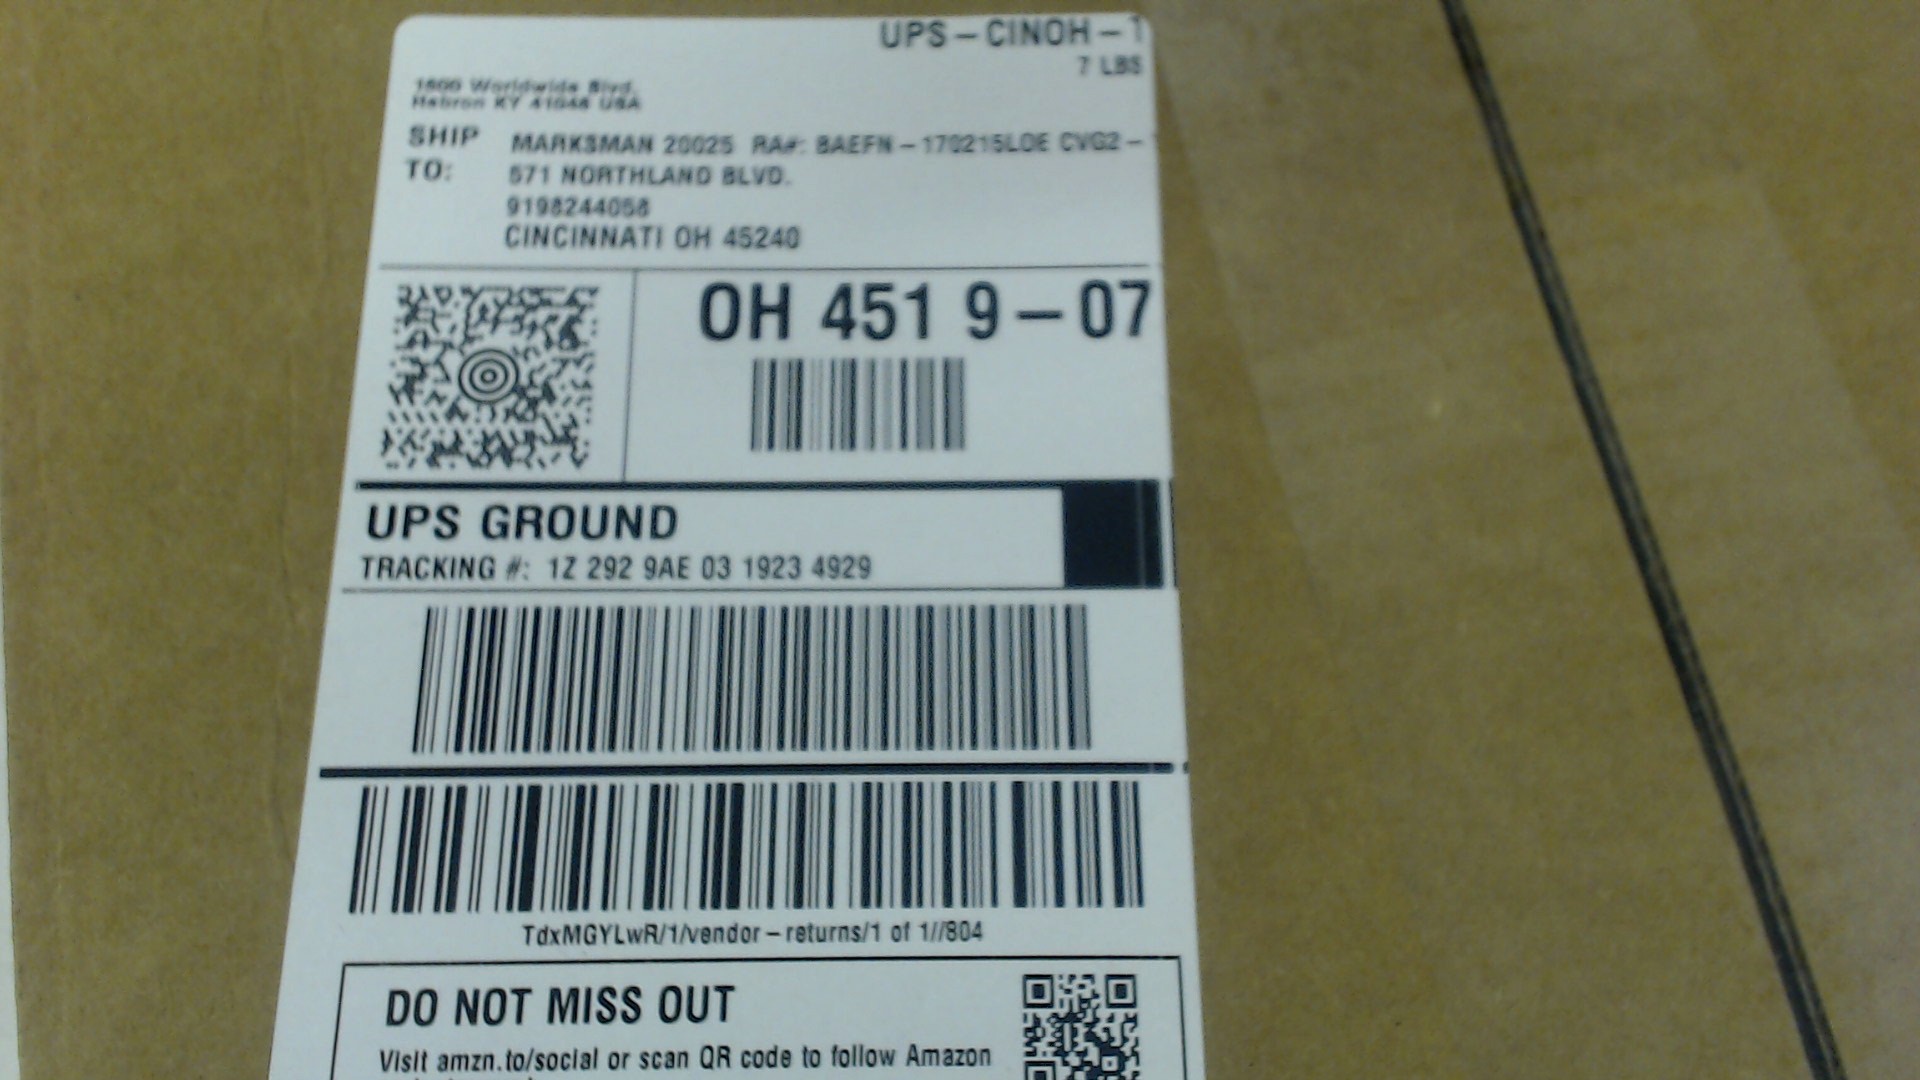 UPS-CINOH-1
7 LBS
1600 Worldwide Blvd.
Hebron KY 41048 USA
SHIP TO:
MARKSMAN 20025 RA#: BAEFN-170215LOE CVG2-
571 NORTHLAND BLVD.
9198244058
CINCINNATI OH 45240
OH 451 9-07
UPS GROUND
TRACKING #: 1Z 292 9AE 03 1923 4929
TdxMGYLwR/1/vendor-returns/1 of 1//804
DO NOT MISS OUT
Visit amzn.to/social or scan QR code to follow Amazon